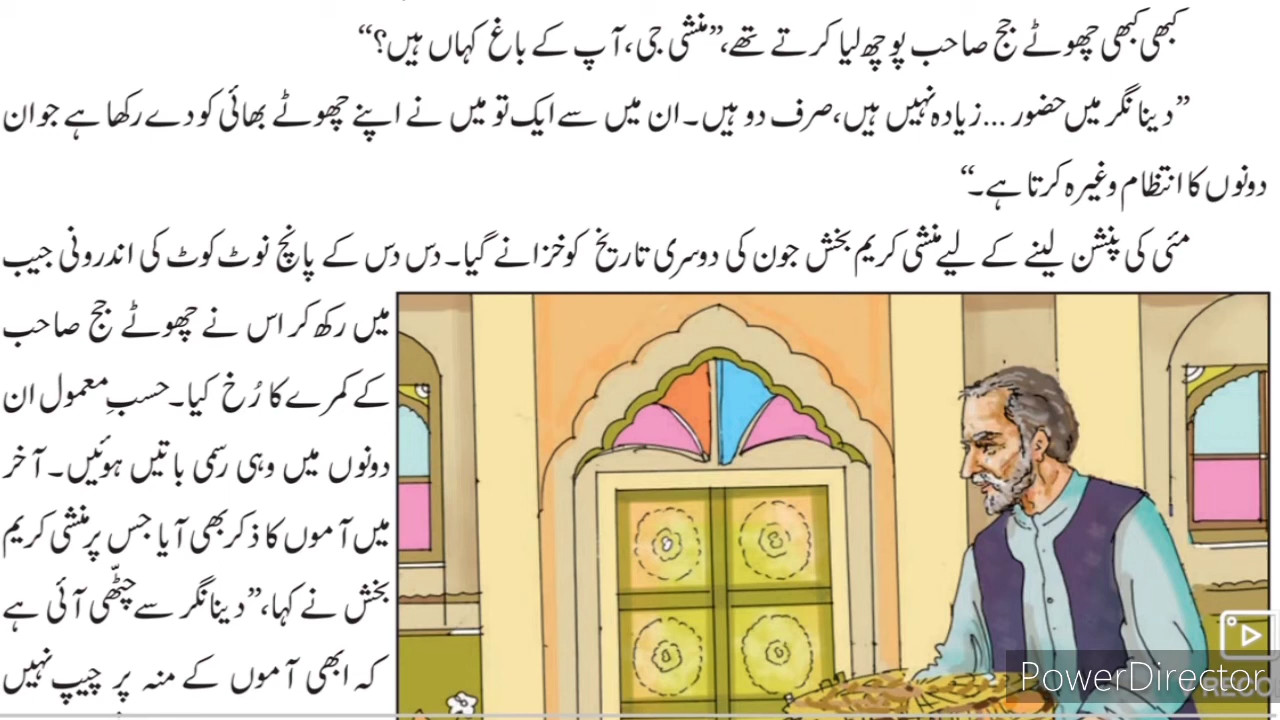 کبھی کبھی چھوٹے جج صاحب پوچھ لیا کرتے تھے، ”منشی جی، آپ کے باغ کہاں ہیں؟“
”دینا نگر میں حضور ... زیادہ نہیں ہیں، صرف دو ہیں۔ ان میں سے ایک تو میں نے اپنے چھوٹے بھائی کو دے رکھا ہے جو ان
دونوں کا انتظام وغیرہ کرتا ہے۔“
مئی کی پنشن لینے کے لیے منشی کریم بخش جون کی دوسری تاریخ کو خزانے گیا۔ دس دس کے پانچ نوٹ کوٹ کی اندرونی جیب
میں رکھ کر اس نے چھوٹے جج صاحب
کے کمرے کا رُخ کیا۔ حسبِ معمول ان
دونوں میں وہی رسمی باتیں ہوئیں۔ آخر
میں آموں کا ذکر بھی آیا جس پر منشی کریم
بخش نے کہا، ”دینا نگر سے چٹّھی آئی ہے
کہ ابھی آموں کے منہ پر چیپ نہیں
PowerDirector